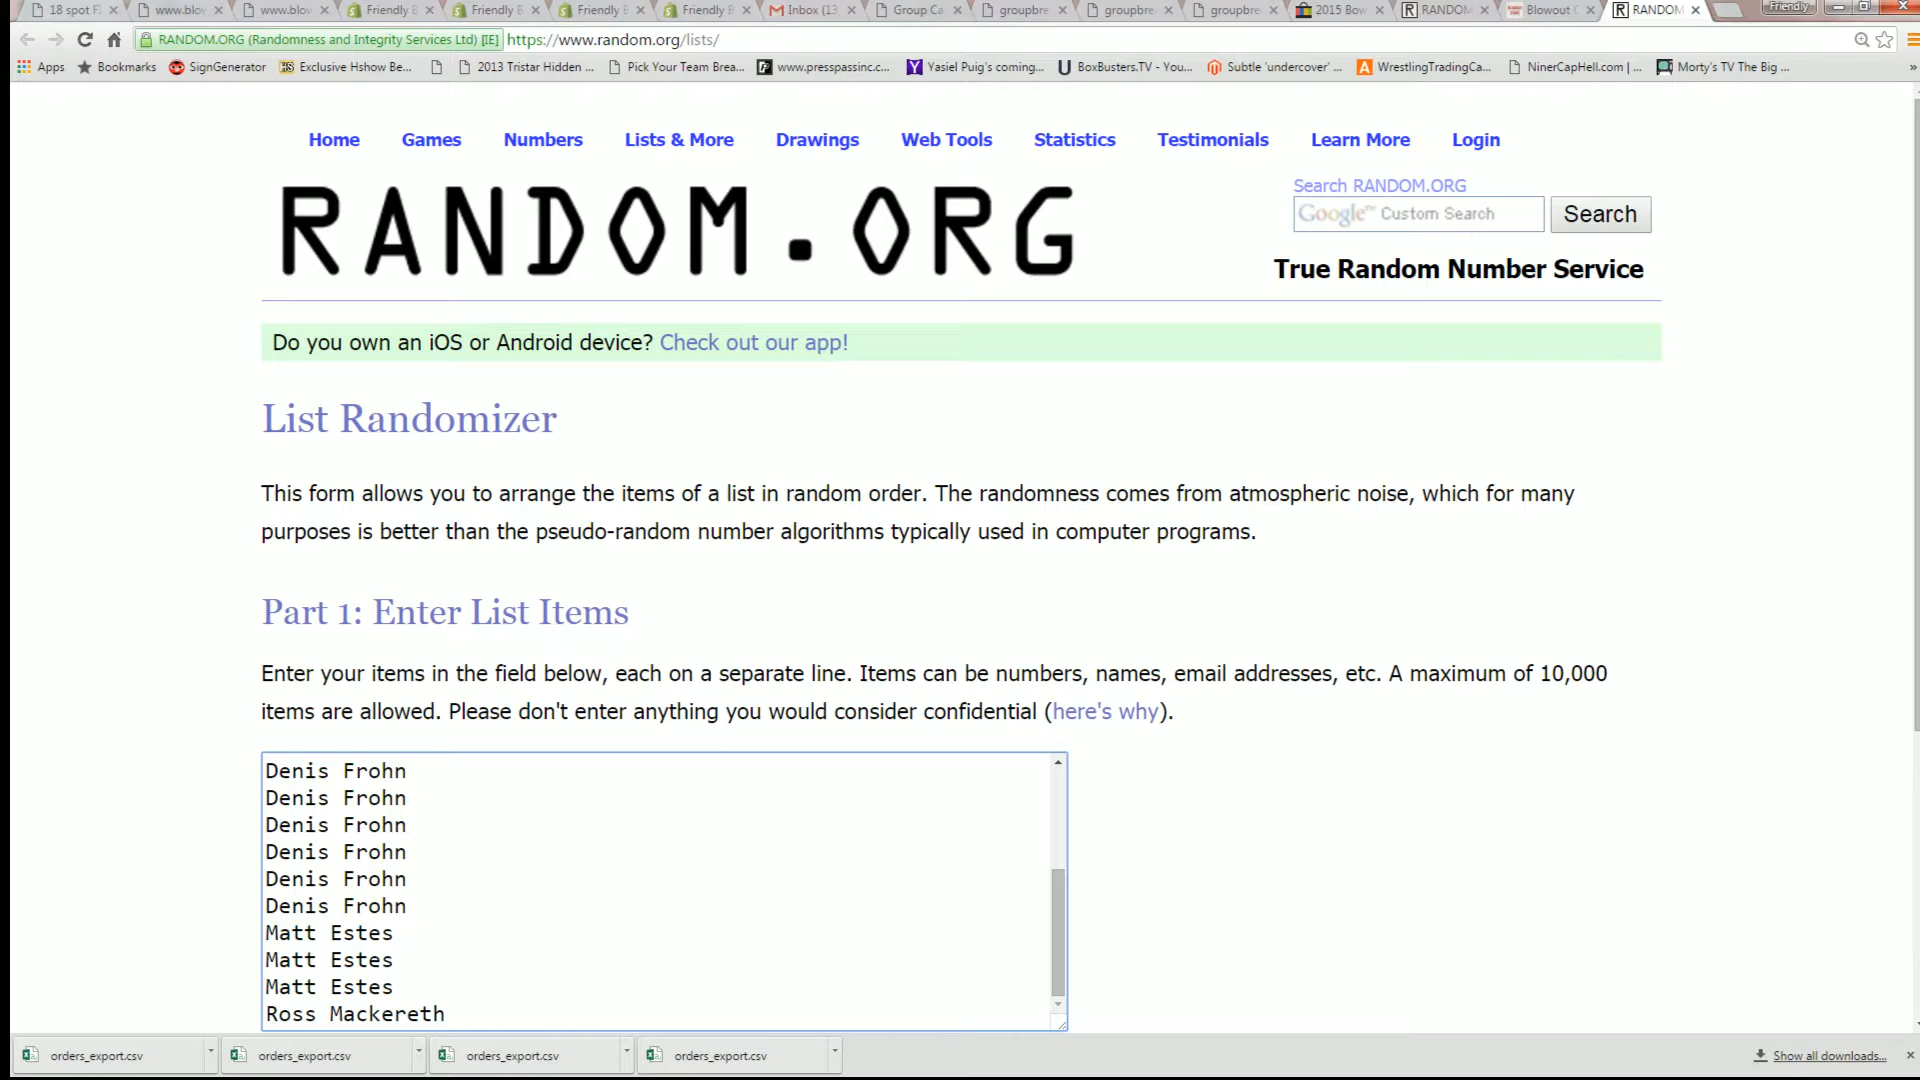 18 spot F
www.blo
www.blo
Friendly B
Friendly B
Friendly B
Friendly B
Inbox (13
Group Ca
groupbre
groupbre
groupbre
2015 Bow
RANDOM
Blowout C
RANDOM
Friendly
RANDOM.ORG (Randomness and Integrity Services Ltd) [IE] https://www.random.org/lists/
Apps Bookmarks SignGenerator Exclusive Hshow Be... 2013 Tristar Hidden ... Pick Your Team Brea... www.presspassinc.c... Yasiel Puig's coming... BoxBusters.TV - You... Subtle 'undercover' ... WrestlingTradingCa... NinerCapHell.com | ... Morty's TV The Big ... »
Home Games Numbers Lists & More Drawings Web Tools Statistics Testimonials Learn More Login
RANDOM.ORG
Search RANDOM.ORG
Google™ Custom Search Search
True Random Number Service
Do you own an iOS or Android device? Check out our app!
List Randomizer
This form allows you to arrange the items of a list in random order. The randomness comes from atmospheric noise, which for many
purposes is better than the pseudo-random number algorithms typically used in computer programs.
Part 1: Enter List Items
Enter your items in the field below, each on a separate line. Items can be numbers, names, email addresses, etc. A maximum of 10,000
items are allowed. Please don't enter anything you would consider confidential (here's why).
Denis Frohn
Denis Frohn
Denis Frohn
Denis Frohn
Denis Frohn
Denis Frohn
Matt Estes
Matt Estes
Matt Estes
Ross Mackereth
orders_export.csv orders_export.csv orders_export.csv orders_export.csv Show all downloads...